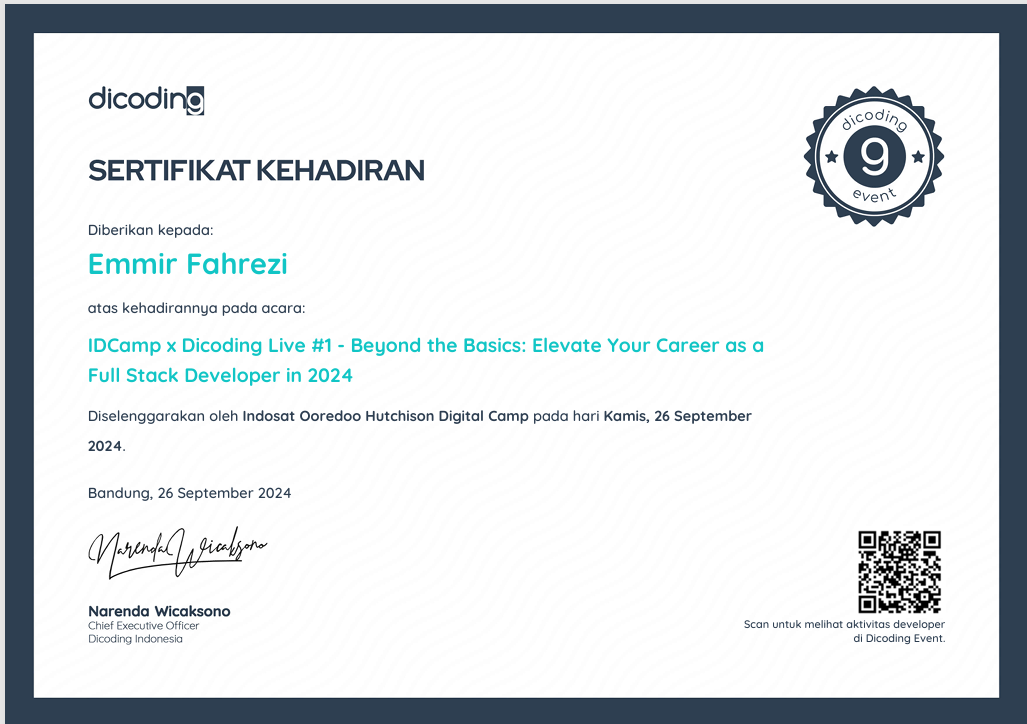 dicoding
dicoding
9
event
SERTIFIKAT KEHADIRAN
Diberikan kepada:
Emmir Fahrezi
atas kehadirannya pada acara:
IDCamp x Dicoding Live #1 - Beyond the Basics: Elevate Your Career as a
Full Stack Developer in 2024
Diselenggarakan oleh Indosat Ooredoo Hutchison Digital Camp pada hari Kamis, 26 September
2024.
Bandung, 26 September 2024
Narenda Wicaksono
Narenda Wicaksono
Chief Executive Officer
Dicoding Indonesia
Scan untuk melihat aktivitas developer
di Dicoding Event.